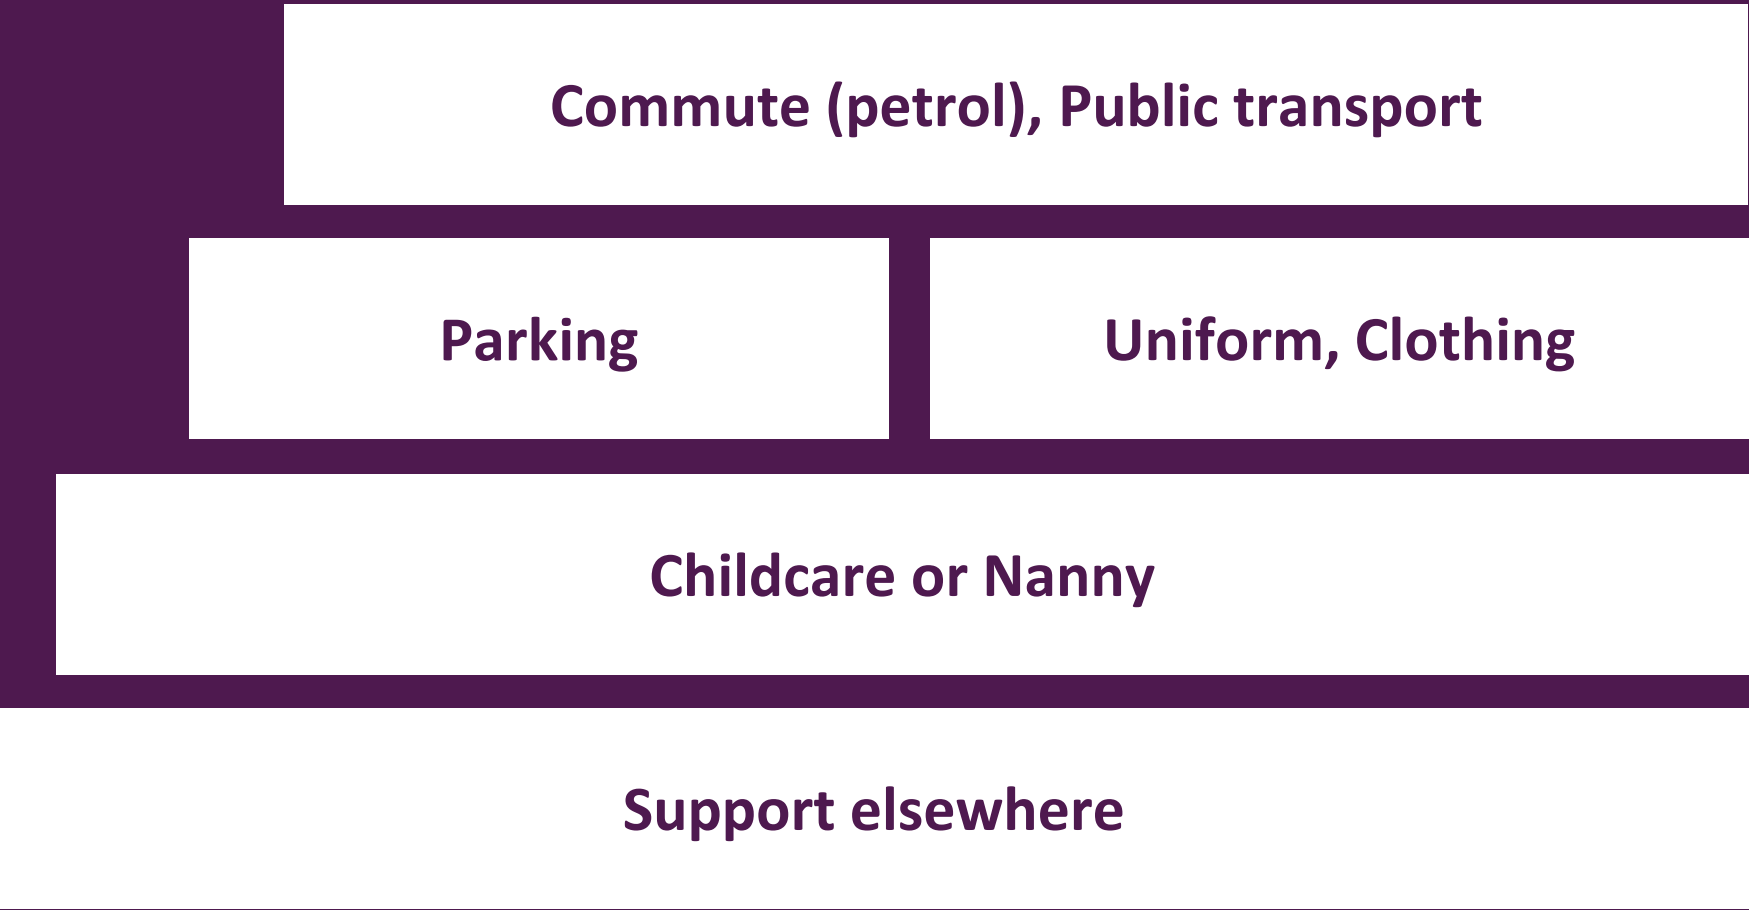 Commute (petrol), Public transport
Parking
Uniform, Clothing
Childcare or Nanny
Support elsewhere